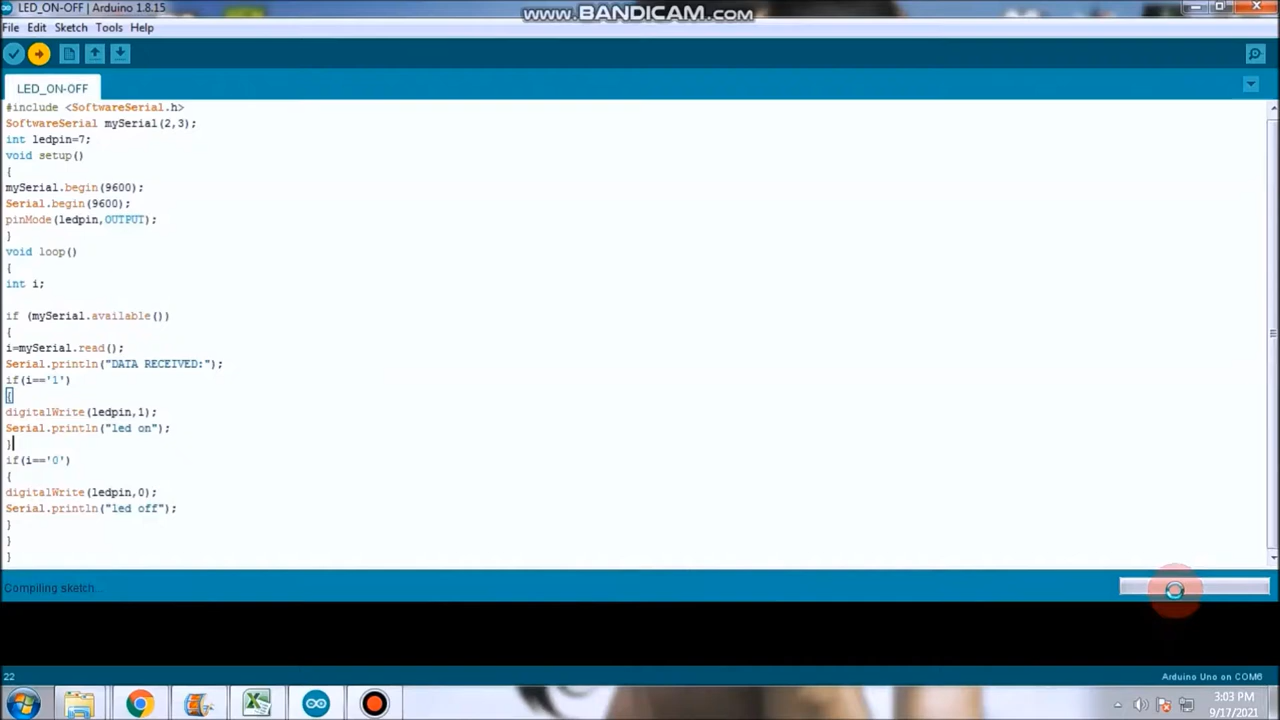 LED_ON-OFF | Arduino 1.8.15
www.BANDICAM.com
File Edit Sketch Tools Help
LED_ON-OFF
#include <SoftwareSerial.h>
SoftwareSerial mySerial(2,3);
int ledpin=7;
void setup()
{
mySerial.begin(9600);
Serial.begin(9600);
pinMode(ledpin,OUTPUT);
}
void loop()
{
int i;
if (mySerial.available())
{
i=mySerial.read();
Serial.println("DATA RECEIVED:");
if(i=='1')
{
digitalWrite(ledpin,1);
Serial.println("led on");
}
if(i=='0')
{
digitalWrite(ledpin,0);
Serial.println("led off");
}
}
}
Compiling sketch...
22
Arduino Uno on COM6
3:03 PM
9/17/2021